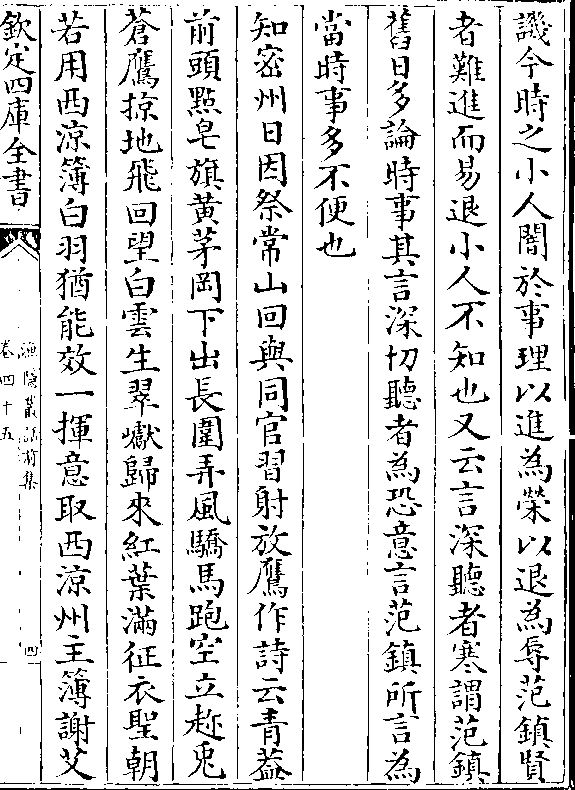 譏今時之小人闇於事理以進為榮以退為辱范鎮賢
者難進而易退小人不知也又云言深聽者寒謂范鎮
舊日多論時事其言深切聽者為恐意言范鎮所言為
當時事多不便也
知密州日因祭常山回與同官習射放鷹作詩云青葢
前頭㸃皂旗黄茅岡下出長圍弄風驕馬跑空立趂兎
蒼鷹掠地飛回望白雲生翠巘歸來紅葉滿征衣聖朝
若用西涼簿白羽猶能效一揮意取西涼州主簿謝艾
欽定四庫全書
漁隠叢話前集
卷四十五
四